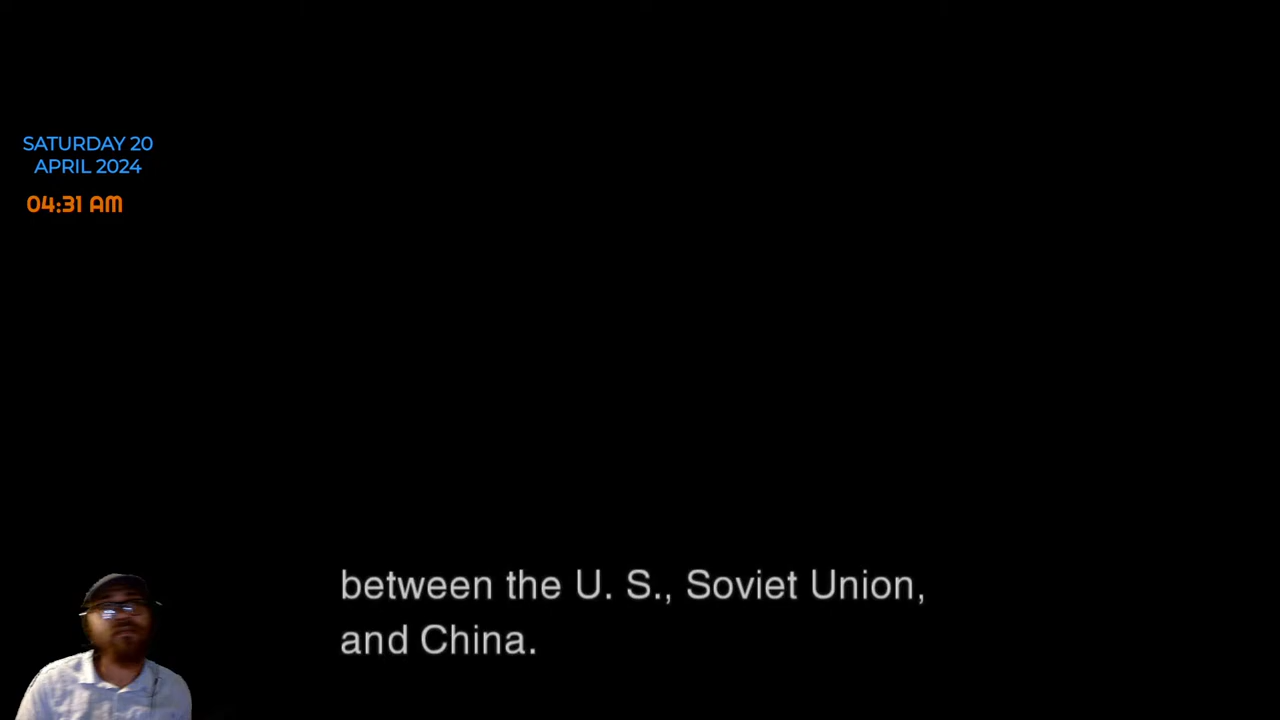 SATURDAY 20
APRIL 2024
04:31 AM
between the U. S., Soviet Union,
and China.